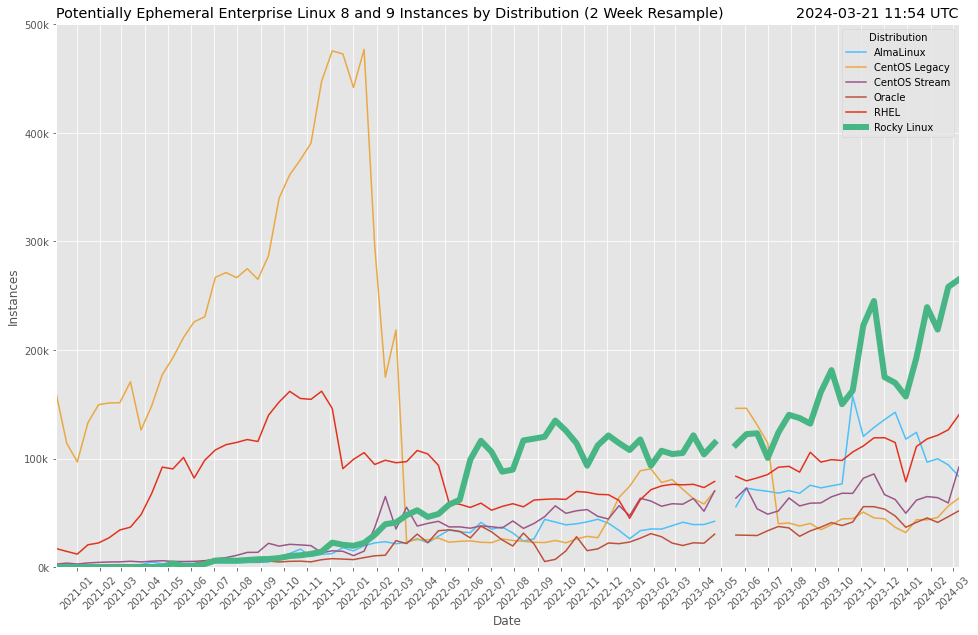 Potentially Ephemeral Enterprise Linux 8 and 9 Instances by Distribution (2 Week Resample)
2024-03-21 11:54 UTC
Distribution
AlmaLinux
CentOS Legacy
CentOS Stream
Oracle
RHEL
Rocky Linux
500k
400k
300k
200k
100k
0k
Instances
2021-01
2021-02
2021-03
2021-04
2021-05
2021-06
2021-07
2021-08
2021-09
2021-10
2021-11
2021-12
2022-01
2022-02
2022-03
2022-04
2022-05
2022-06
2022-07
2022-08
2022-09
2022-10
2022-11
2022-12
2023-01
2023-02
2023-03
2023-04
2023-05
2023-06
2023-07
2023-08
2023-09
2023-10
2023-11
2023-12
2024-01
2024-02
2024-03
Date